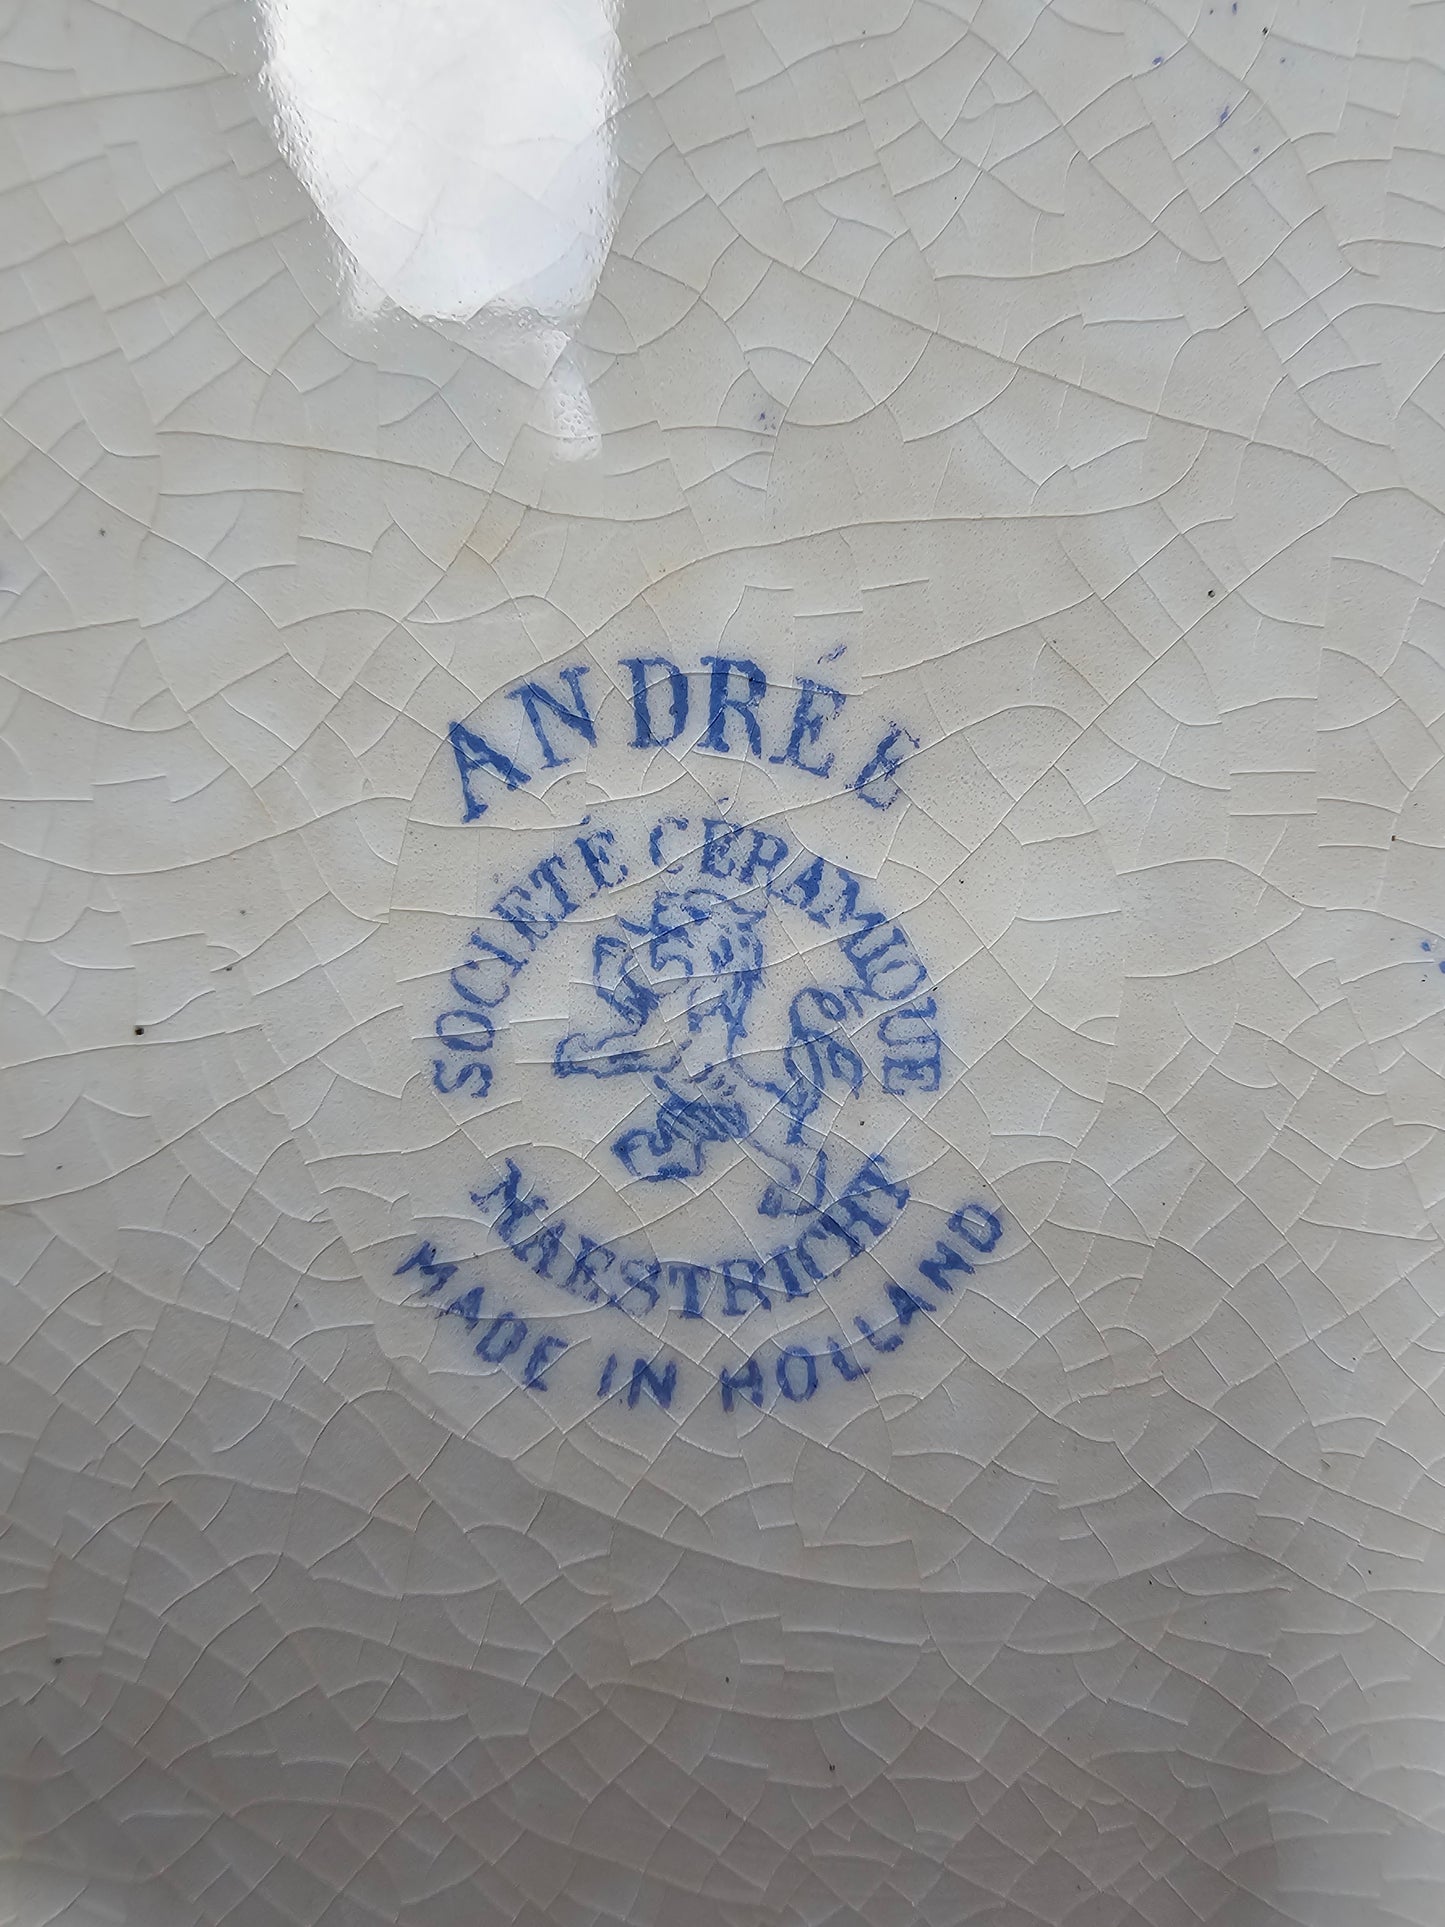 ANDRÉE
SOCIÉTÉ CÉRAMIQUE
MAESTRICHT
MADE IN HOLLAND